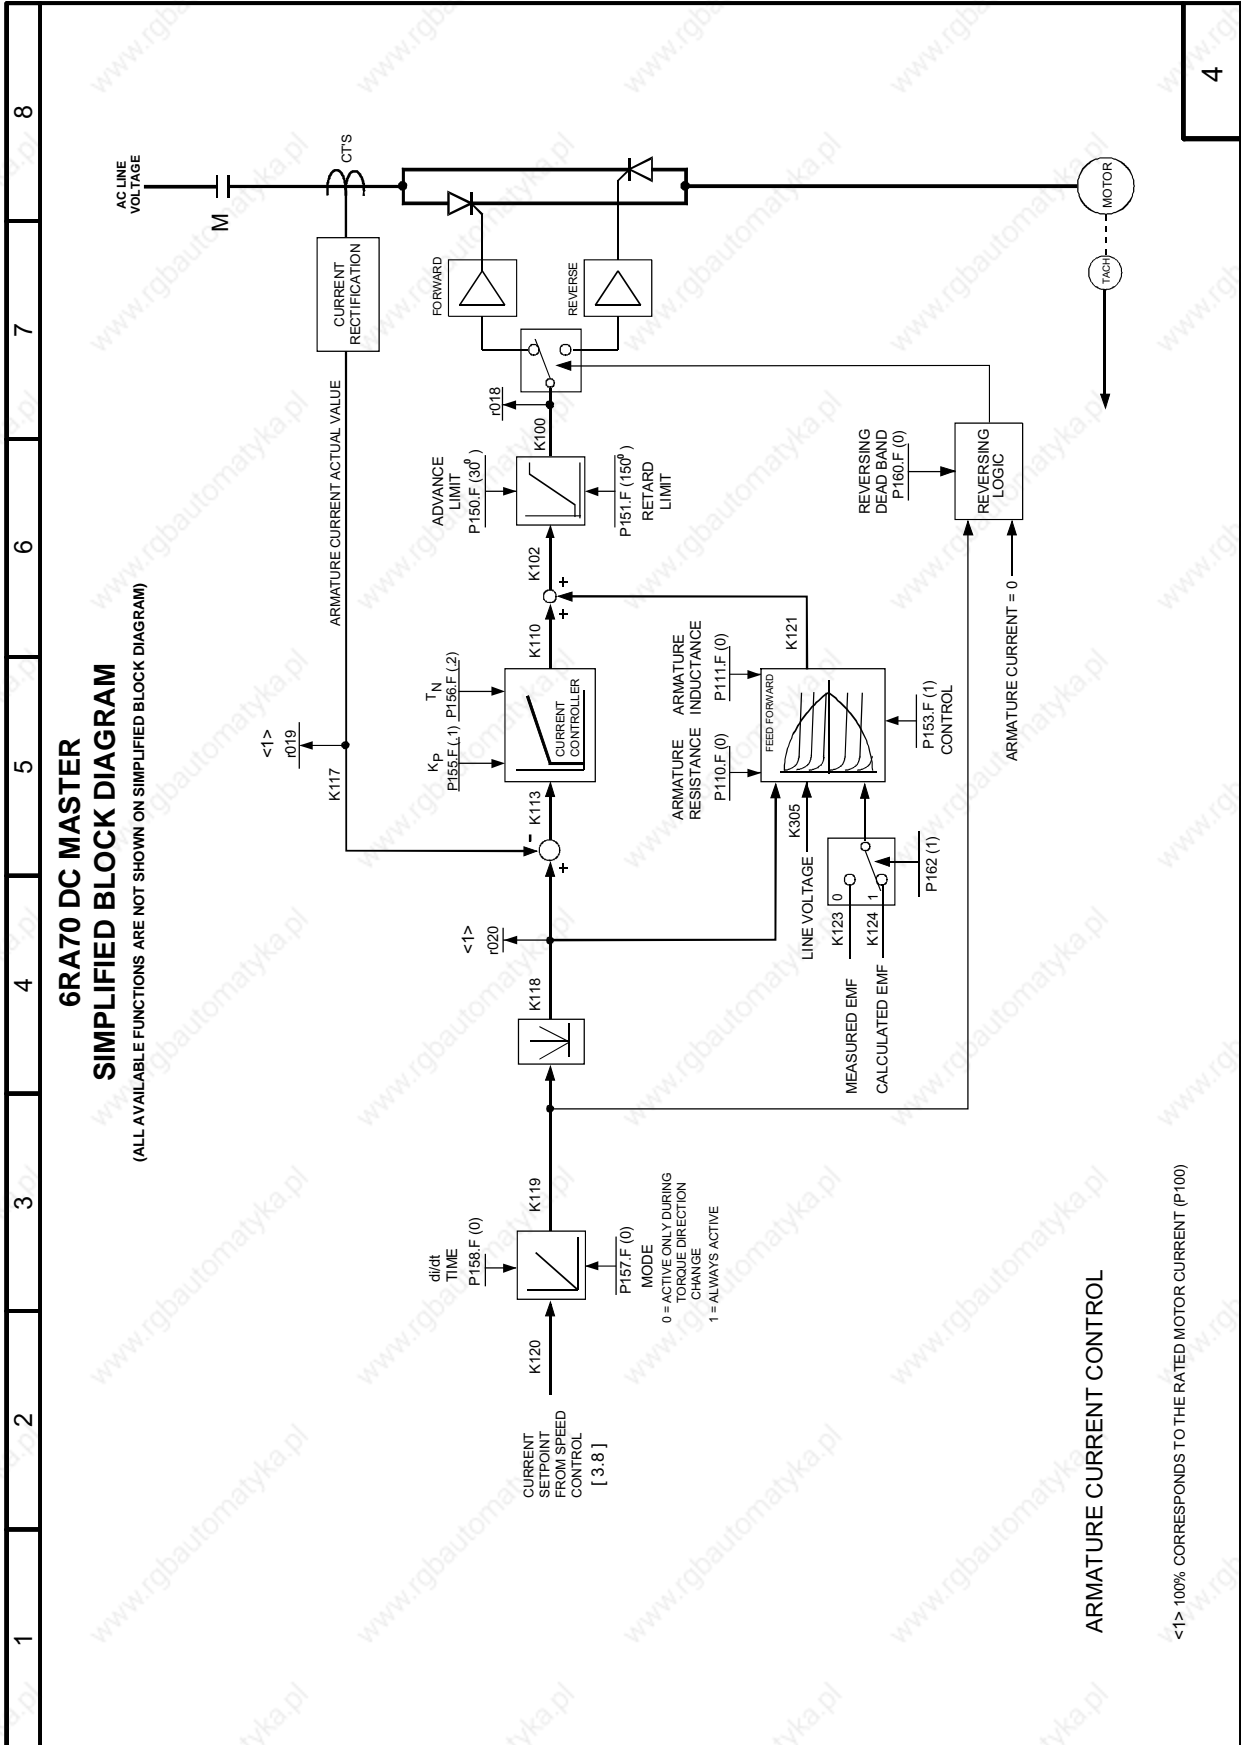 1 2 3 4 5 6 7 8
6RA70 DC MASTER
SIMPLIFIED BLOCK DIAGRAM
(ALL AVAILABLE FUNCTIONS ARE NOT SHOWN ON SIMPLIFIED BLOCK DIAGRAM)
AC LINE
VOLTAGE
M
CT'S
CURRENT
RECTIFICATION
ARMATURE CURRENT ACTUAL VALUE
<1>
r019
K117
FORWARD
REVERSE
r018
K100
ADVANCE
LIMIT
P150.F (30⁰ )
P151.F (150⁰ )
RETARD
LIMIT
K102
+
+
K110
TN
P156.F (.2)
KP
P155.F (.1)
CURRENT
CONTROLLER
K113
-
+
<1>
r020
K118
K119
di/dt
TIME
P158.F (0)
P157.F (0)
MODE
0 = ACTIVE ONLY DURING
TORQUE DIRECTION
CHANGE
1 = ALWAYS ACTIVE
K120
CURRENT
SETPOINT
FROM SPEED
CONTROL
[ 3.8 ]
ARMATURE
RESISTANCE
P110.F (0)
ARMATURE
INDUCTANCE
P111.F (0)
FEED FORWARD
K121
P153.F (1)
CONTROL
K305
LINE VOLTAGE
K123
0
K124
1
MEASURED EMF
CALCULATED EMF
P162 (1)
REVERSING
DEAD BAND
P160.F (0)
REVERSING
LOGIC
ARMATURE CURRENT = 0
MOTOR
TACH
ARMATURE CURRENT CONTROL
<1> 100% CORRESPONDS TO THE RATED MOTOR CURRENT (P100)
4
www.rgbautomatyka.pl